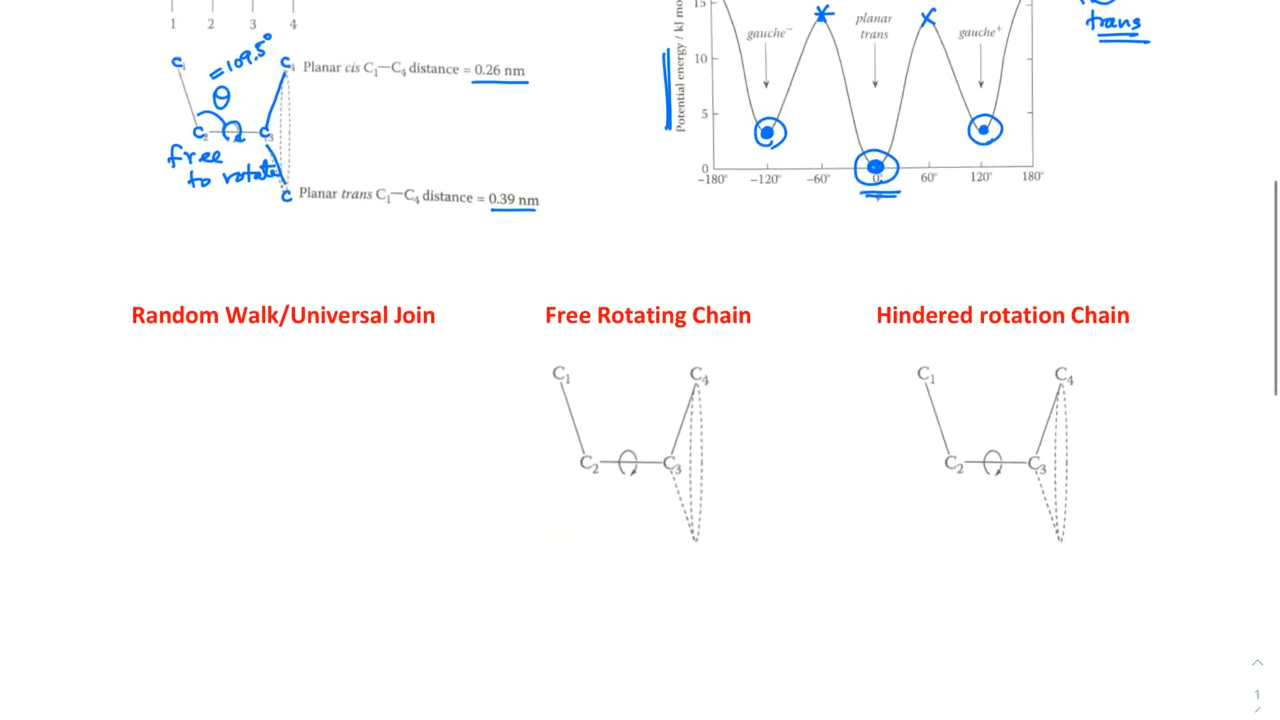 1 2 3 4
C₁
= 109.5°
θ
C₄
C₂
C₃
free
to rotate
C
Planar cis C₁—C₄ distance = 0.26 nm
Planar trans C₁—C₄ distance = 0.39 nm
Potential energy / kJ mo
15
10
5
0
gauche⁻
planar
trans
gauche⁺
−180° −120° −60° 0 60° 120° 180°
trans
Random Walk/Universal Join
Free Rotating Chain
Hindered rotation Chain
C₁ C₄
C₂ C₃
C₁ C₄
C₂ C₃
1